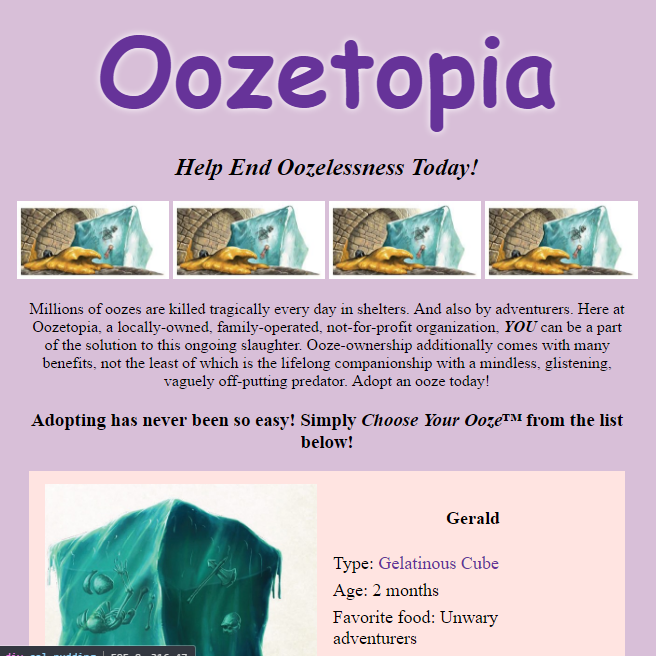 Oozetopia
Help End Oozelessness Today!
Millions of oozes are killed tragically every day in shelters. And also by adventurers. Here at
Oozetopia, a locally-owned, family-operated, not-for-profit organization, YOU can be a part
of the solution to this ongoing slaughter. Ooze-ownership additionally comes with many
benefits, not the least of which is the lifelong companionship with a mindless, glistening,
vaguely off-putting predator. Adopt an ooze today!
Adopting has never been so easy! Simply Choose Your Ooze™ from the list
below!
Gerald
Type: Gelatinous Cube
Age: 2 months
Favorite food: Unwary
adventurers